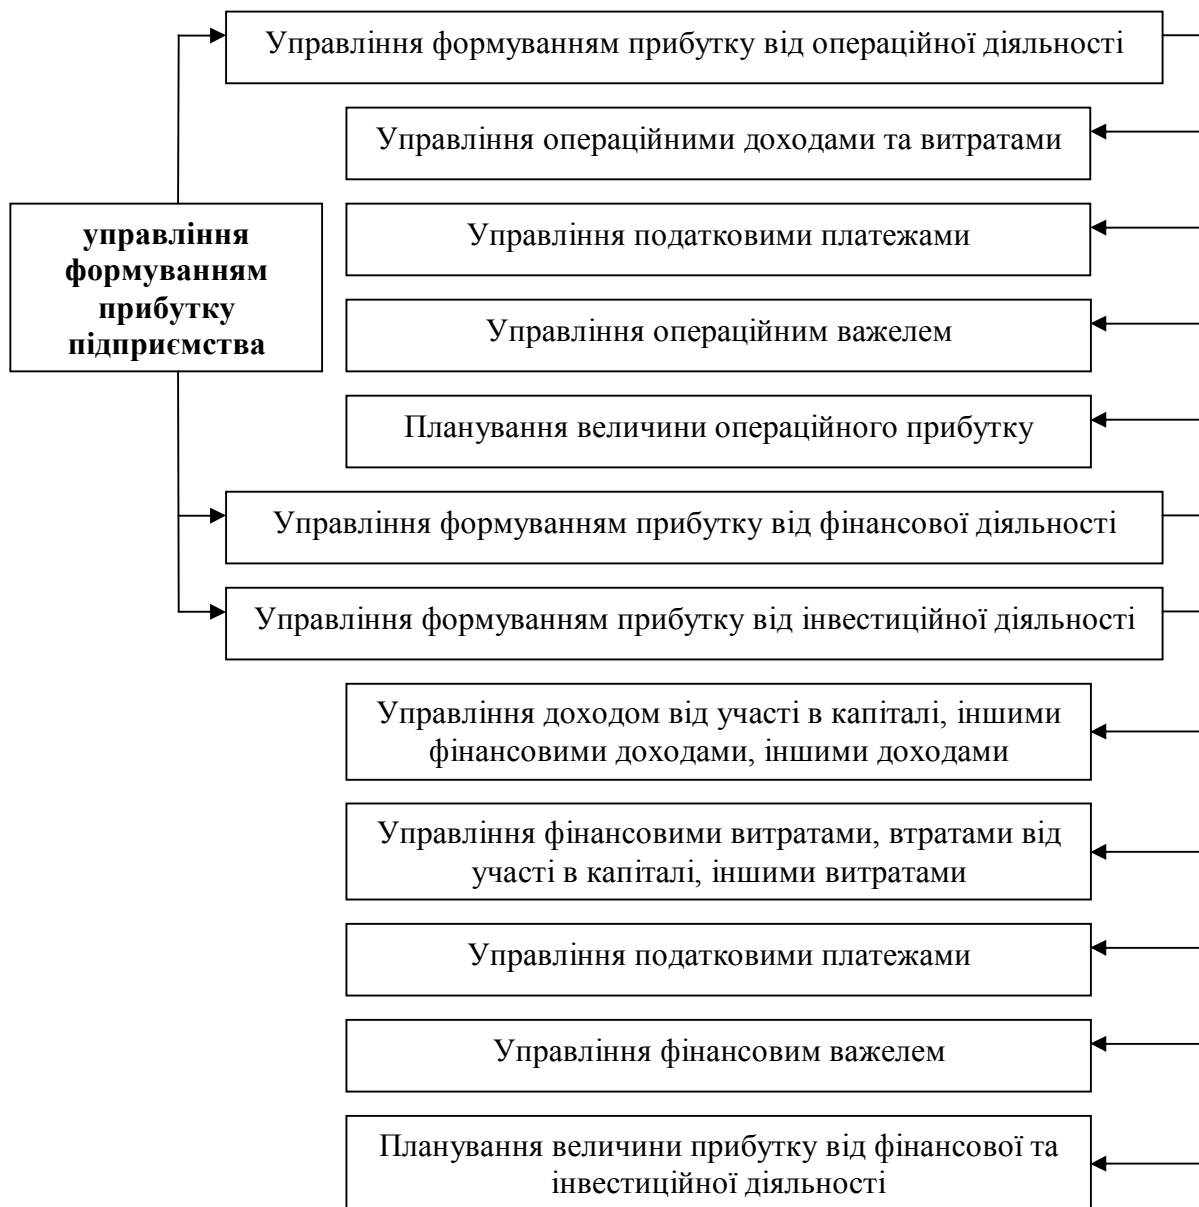 Управління формуванням прибутку від операційної діяльності
Управління операційними доходами та витратами
управління
формуванням
прибутку
підприємства
Управління податковими платежами
Управління операційним важелем
Планування величини операційного прибутку
Управління формуванням прибутку від фінансової діяльності
Управління формуванням прибутку від інвестиційної діяльності
Управління доходом від участі в капіталі, іншими
фінансовими доходами, іншими доходами
Управління фінансовими витратами, втратами від
участі в капіталі, іншими витратами
Управління податковими платежами
Управління фінансовим важелем
Планування величини прибутку від фінансової та
інвестиційної діяльності